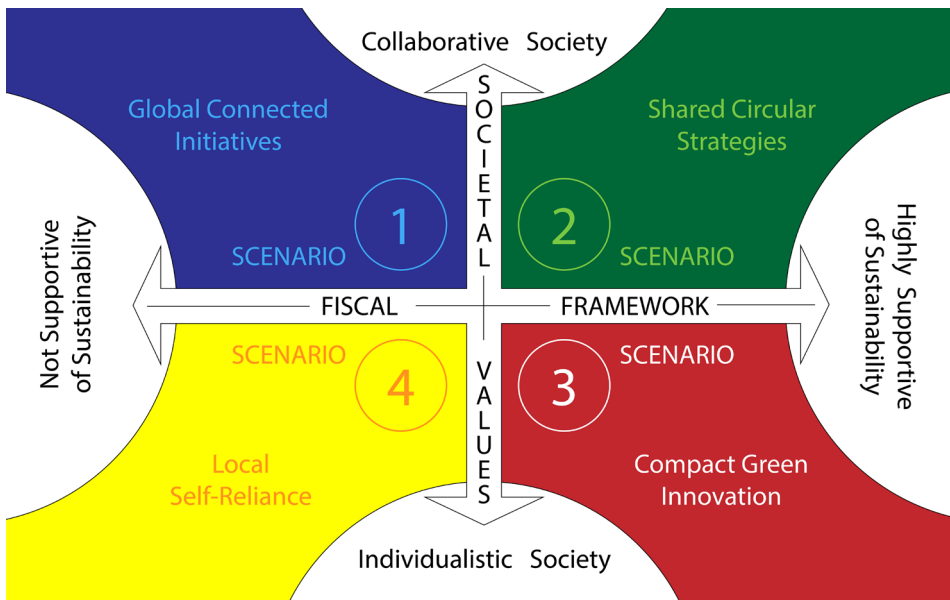 Collaborative Society
SOCIETAL
VALUES
Global Connected
Initiatives
1
SCENARIO
Shared Circular
Strategies
2
SCENARIO
Not Supportive
of Sustainability
FISCAL
FRAMEWORK
Highly Supportive
of Sustainability
SCENARIO
4
Local
Self-Reliance
SCENARIO
3
Compact Green
Innovation
Individualistic Society